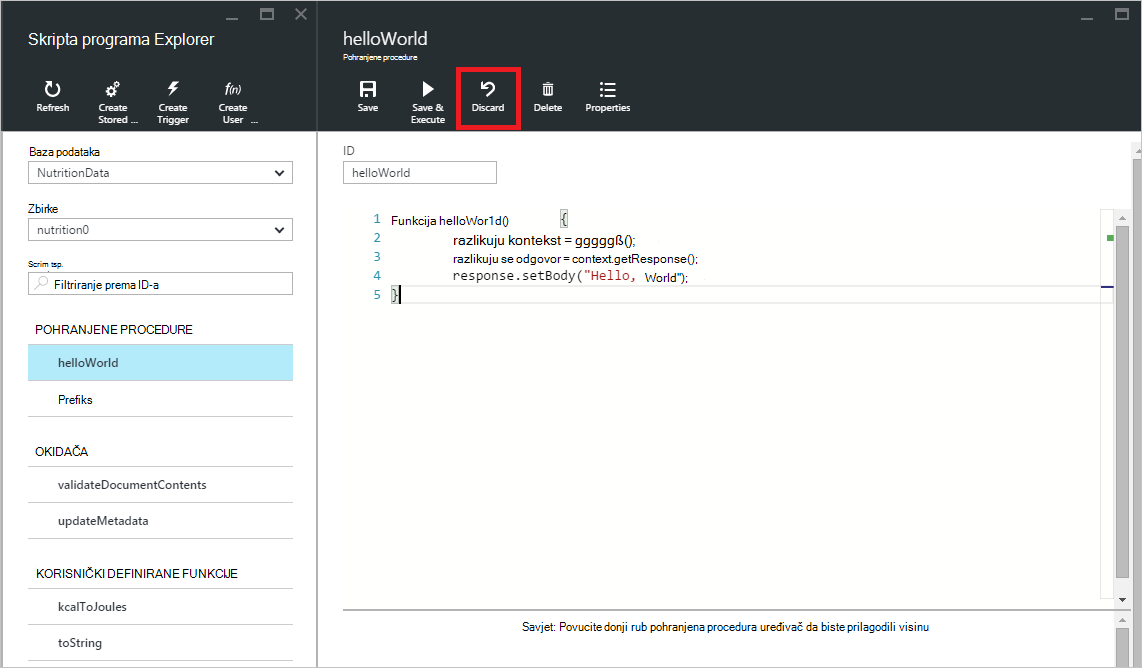 Skripta programa Explorer
Refresh
Create Stored ...
Create Trigger
f(n)
Create User ...
Baza podataka
NutritionData
Zbirke
nutrition0
Scrim tsp.
Filtriranje prema ID-a
POHRANJENE PROCEDURE
helloWorld
Prefiks
OKIDAČA
validateDocumentContents
updateMetadata
KORISNIČKI DEFINIRANE FUNKCIJE
kcalToJoules
toString
helloWorld
Pohranjene procedure
Save
Save & Execute
Discard
Delete
Properties
ID
helloWorld
1 Funkcija helloWor1d() {
2 razlikuju kontekst = gggggß();
3 razlikuju se odgovor = context.getResponse();
4 response.setBody("Hello, World");
5 }
Savjet: Povucite donji rub pohranjena procedura uređivač da biste prilagodili visinu